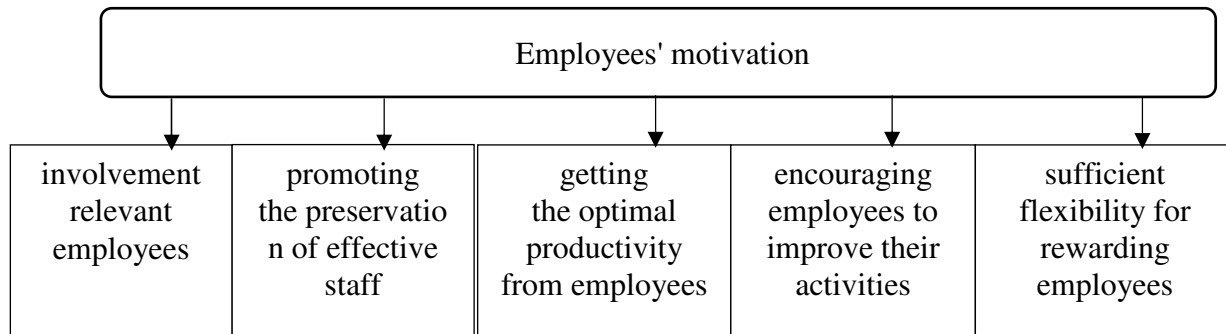 Employees' motivation
involvement
relevant
employees
promoting
the preservatio
n of effective
staff
getting
the optimal
productivity
from employees
encouraging
employees to
improve their
activities
sufficient
flexibility for
rewarding
employees